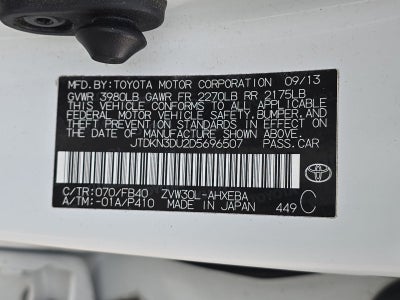 MFD. BY: TOYOTA MOTOR CORPORATION 09/13
GVWR 3980LB GAWR FR 2270LB RR 2175LB
THIS VEHICLE CONFORMS TO ALL APPLICABLE
FEDERAL MOTOR VEHICLE SAFETY, BUMPER, AND
THEFT PREVENTION STANDARDS IN EFFECT ON
THE DATE OF MANUFACTURE SHOWN ABOVE.
JTDKN3DU2D5696507 PASS.CAR
C/TR:070/FB40 ZVW30L-AHXEBA
A/TM:-01A/P410 MADE IN JAPAN 449 C